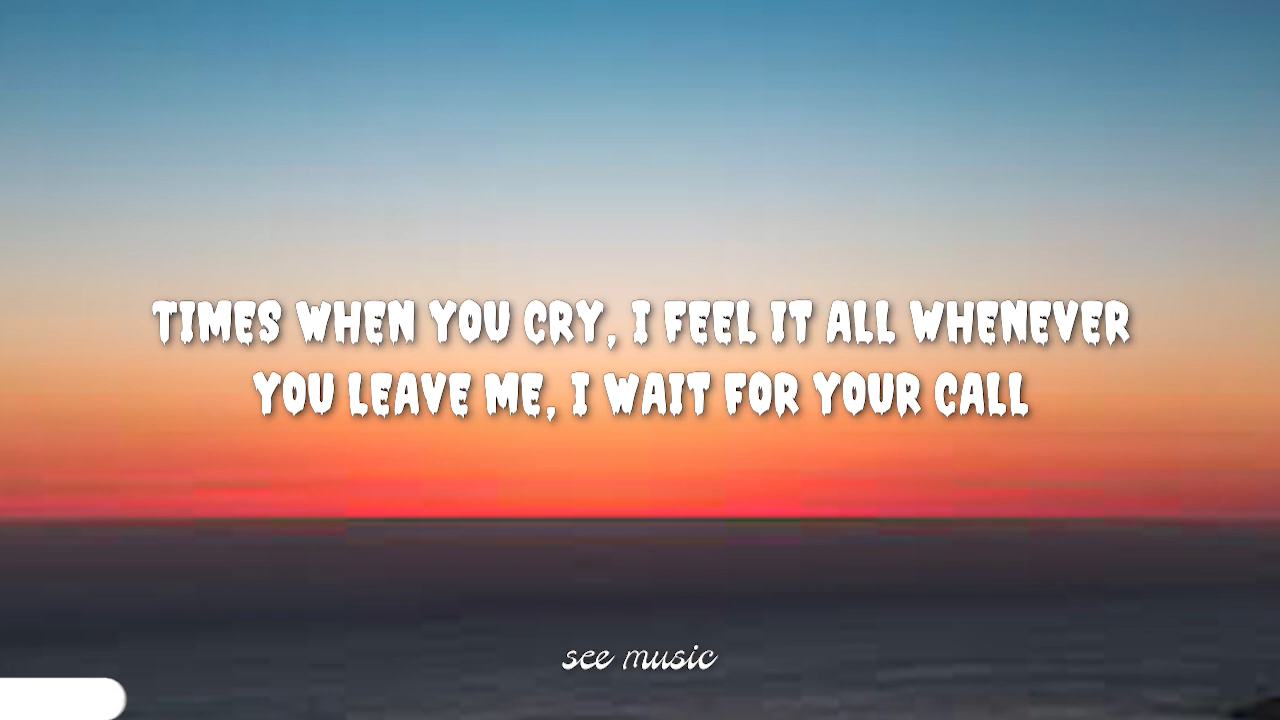 TIMES WHEN YOU CRY, I FEEL IT ALL WHENEVER
YOU LEAVE ME, I WAIT FOR YOUR CALL
see music